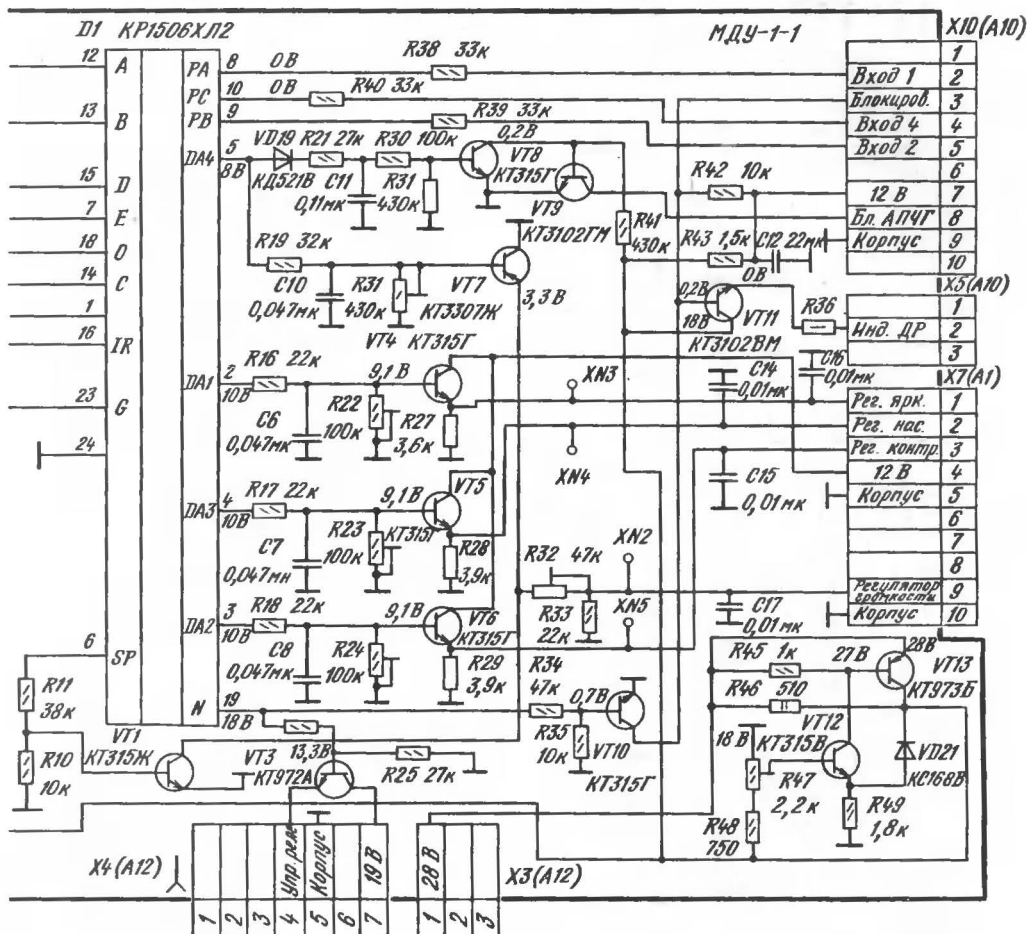 D1 КР1506ХЛ2
МДУ-1-1
X10(A10)
12
A
PA
8
0В
R38 33к
1
Вход 1
2
PC
10
0В
R40 33к
Блокиров.
3
13
B
PB
9
R39 33к
Вход 4
4
Вход 2
5
6
DA4
5
8В
VD19
КД521В
R21 27к
R30 100к
0,2В
VT8
КТ315Г
R42 10к
12 В
7
15
D
C11
0,11мк
R31
430к
VT9
R41
430к
Бл. АПЧГ
8
7
E
R43 1,5к
C12 22мк
Корпус
9
10
18
O
R19 32к
КТ3102ГМ
0В
14
C
C10
0,047мк
R31
430к
VT7
КТ3307Ж
3,3В
0,2В
18В
VT11
КТ3102ВМ
R36
X5(A10)
1
Инд. ДР
2
3
1
16
IR
VT4 КТ315Г
DA1
2
10В
R16 22к
9,1В
XN3
C14
0,01мк
C16
0,01мк
X7(A1)
23
G
C6
0,047мк
R22
100к
R27
3,6к
Рег. ярк.
1
Рег. нас.
2
Рег. контр.
3
24
XN4
C15
0,01мк
12 В
4
DA3
4
10В
R17 22к
9,1В
VT5
КТ315Г
Корпус
5
6
7
8
C7
0,047мн
R23
100к
R28
3,9к
R32 47к
XN2
Регулятор
громкости
9
DA2
3
10В
R18 22к
9,1В
VT6
КТ315Г
R33
22к
XN5
C17
0,01мк
Корпус
10
6
SP
C8
0,047мк
R24
100к
R29
3,9к
R34
47к
R45
1к
27В
28В
VT13
КТ973Б
R11
38к
N
19
18В
0,7В
R46 510
VT1
КТ315Ж
VT3
КТ972А
13,3В
R25 27к
R35
10к
VT10
КТ315Г
18В
VT12
КТ315В
VD21
КС168В
R10
10к
R47
2,2к
R48
750
R49
1,8к
X4(A12)
1
2
3
Упр. реле
4
Корпус
5
6
19 В
7
28 В
1
2
3
X3(A12)